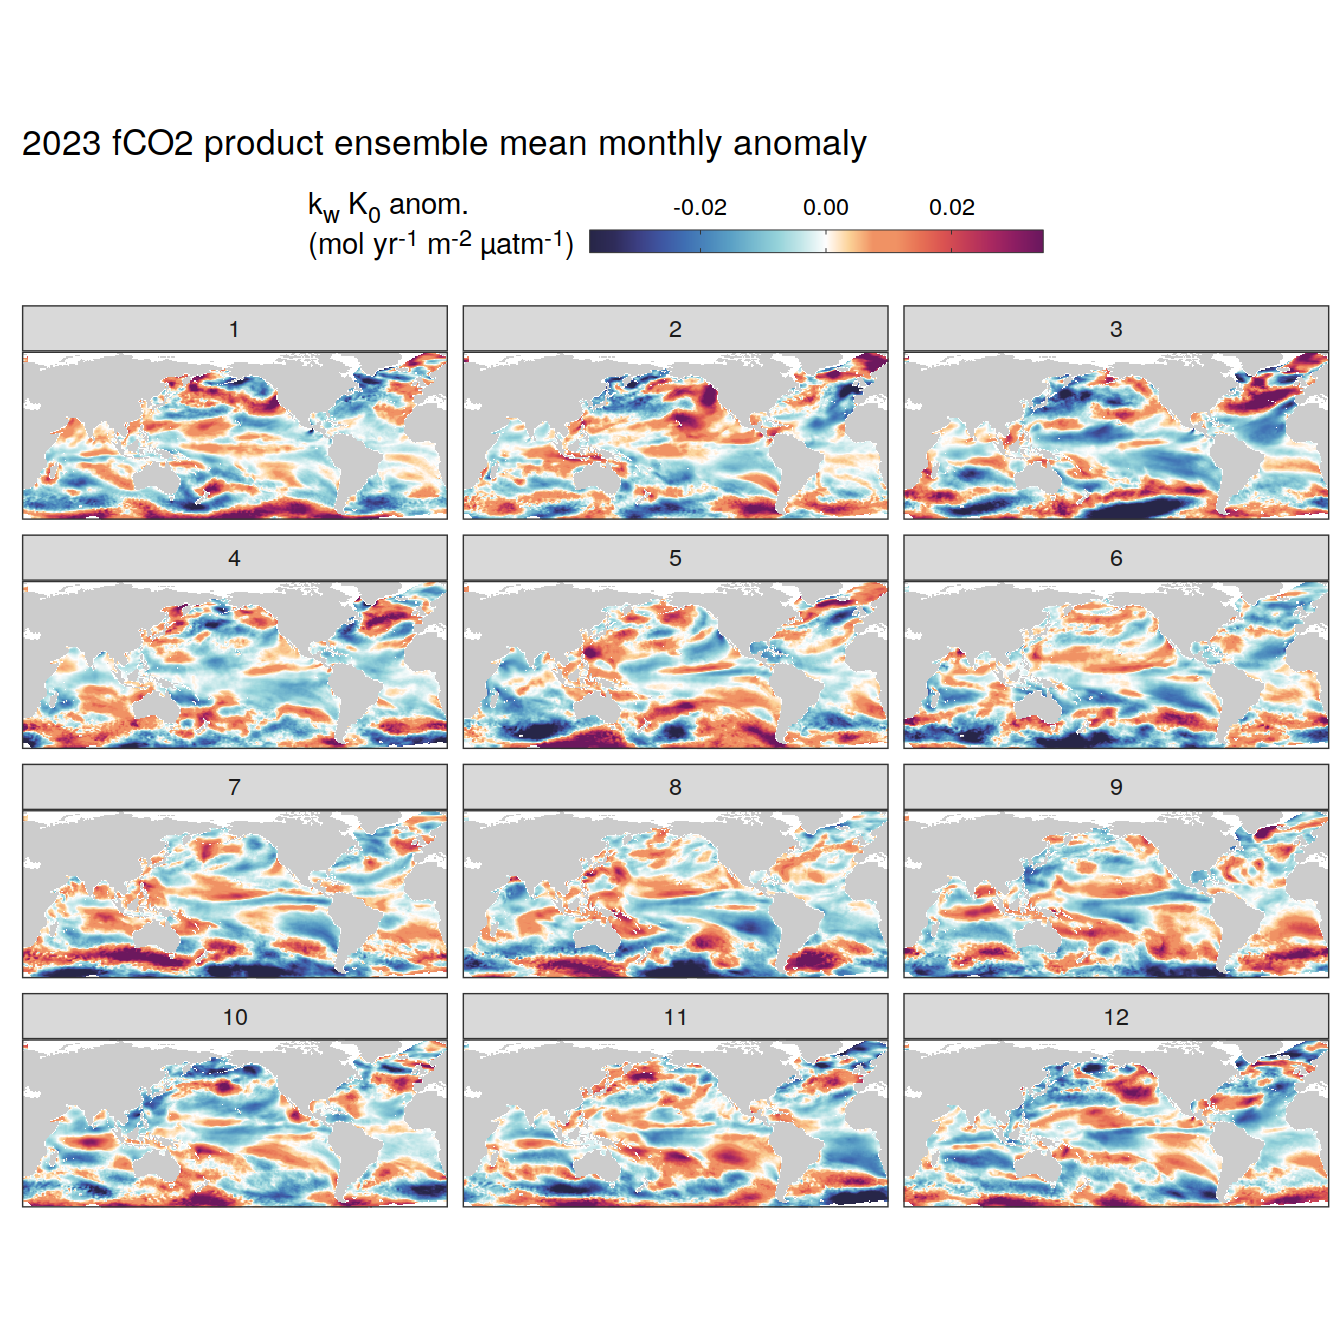 2023 fCO2 product ensemble mean monthly anomaly
k_w K_0 anom.
(mol yr^-1 m^-2 µatm^-1)
-0.02 0.00 0.02
1 2 3
4 5 6
7 8 9
10 11 12